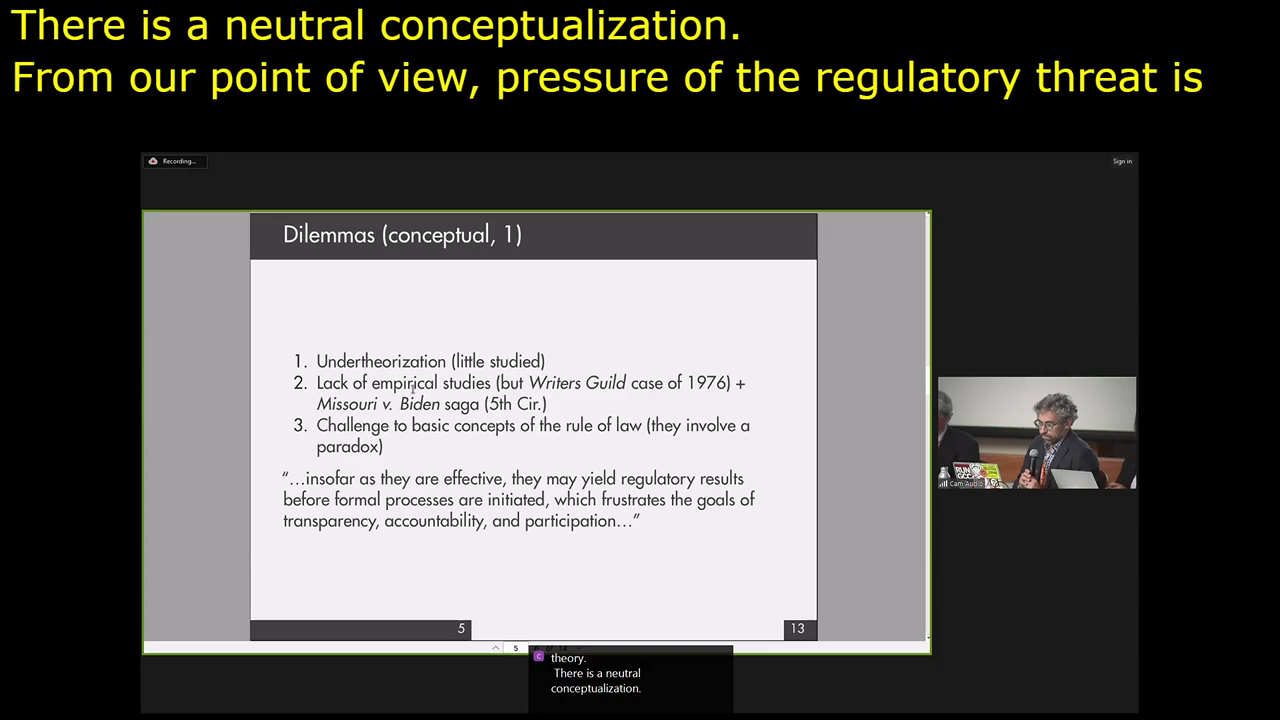 There is a neutral conceptualization.
From our point of view, pressure of the regulatory threat is
Recording...
Sign in
Dilemmas (conceptual, 1)
1. Undertheorization (little studied)
2. Lack of empirical studies (but Writers Guild case of 1976) +
Missouri v. Biden saga (5th Cir.)
3. Challenge to basic concepts of the rule of law (they involve a
paradox)
“…insofar as they are effective, they may yield regulatory results
before formal processes are initiated, which frustrates the goals of
transparency, accountability, and participation…”
5
13
Cam Audio
5
theory.
There is a neutral
conceptualization.